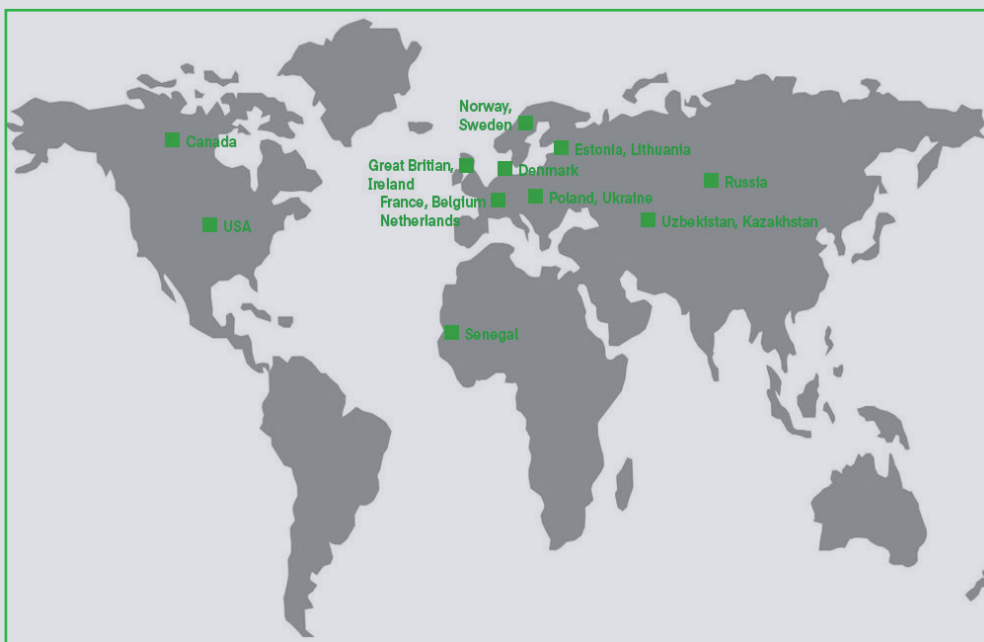 Norway,
Sweden
Canada
Estonia, Lithuania
Great Britian,
Ireland
Denmark
Russia
France, Belgium
Netherlands
Poland, Ukraine
USA
Uzbekistan, Kazakhstan
Senegal